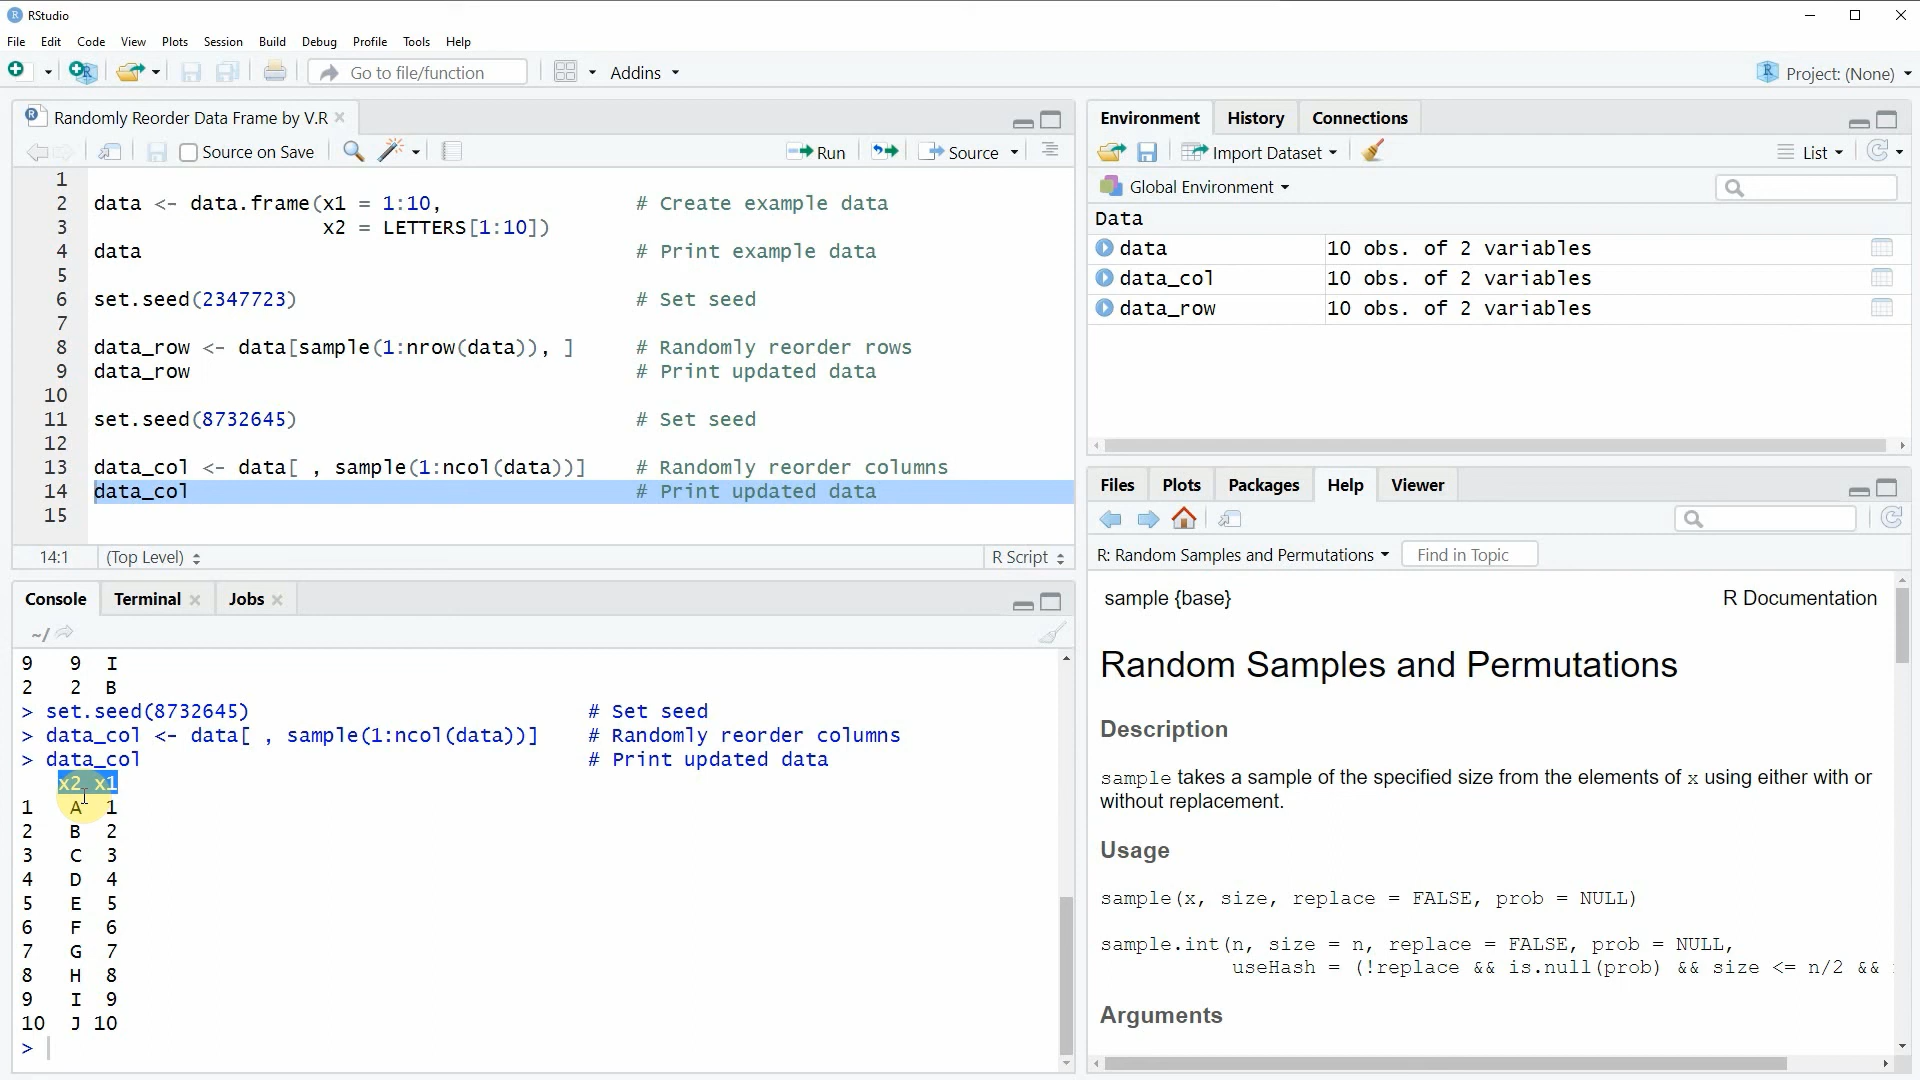 RStudio
File Edit Code View Plots Session Build Debug Profile Tools Help
Go to file/function Addins Project: (None)
Randomly Reorder Data Frame by V.R
Source on Save Run Source
1
2 data <- data.frame(x1 = 1:10, # Create example data
3 x2 = LETTERS[1:10])
4 data # Print example data
5
6 set.seed(2347723) # Set seed
7
8 data_row <- data[sample(1:nrow(data)), ] # Randomly reorder rows
9 data_row # Print updated data
10
11 set.seed(8732645) # Set seed
12
13 data_col <- data[ , sample(1:ncol(data))] # Randomly reorder columns
14 data_col # Print updated data
15
14:1 (Top Level) R Script
Console Terminal Jobs
~/
9 9 I
2 2 B
> set.seed(8732645) # Set seed
> data_col <- data[ , sample(1:ncol(data))] # Randomly reorder columns
> data_col # Print updated data
x2 x1
1 A 1
2 B 2
3 C 3
4 D 4
5 E 5
6 F 6
7 G 7
8 H 8
9 I 9
10 J 10
>
Environment History Connections
Import Dataset List
Global Environment
Data
data 10 obs. of 2 variables
data_col 10 obs. of 2 variables
data_row 10 obs. of 2 variables
Files Plots Packages Help Viewer
R: Random Samples and Permutations Find in Topic
sample {base} R Documentation
Random Samples and Permutations
Description
sample takes a sample of the specified size from the elements of x using either with or
without replacement.
Usage
sample(x, size, replace = FALSE, prob = NULL)
sample.int(n, size = n, replace = FALSE, prob = NULL,
useHash = (!replace && is.null(prob) && size <= n/2 &&
Arguments